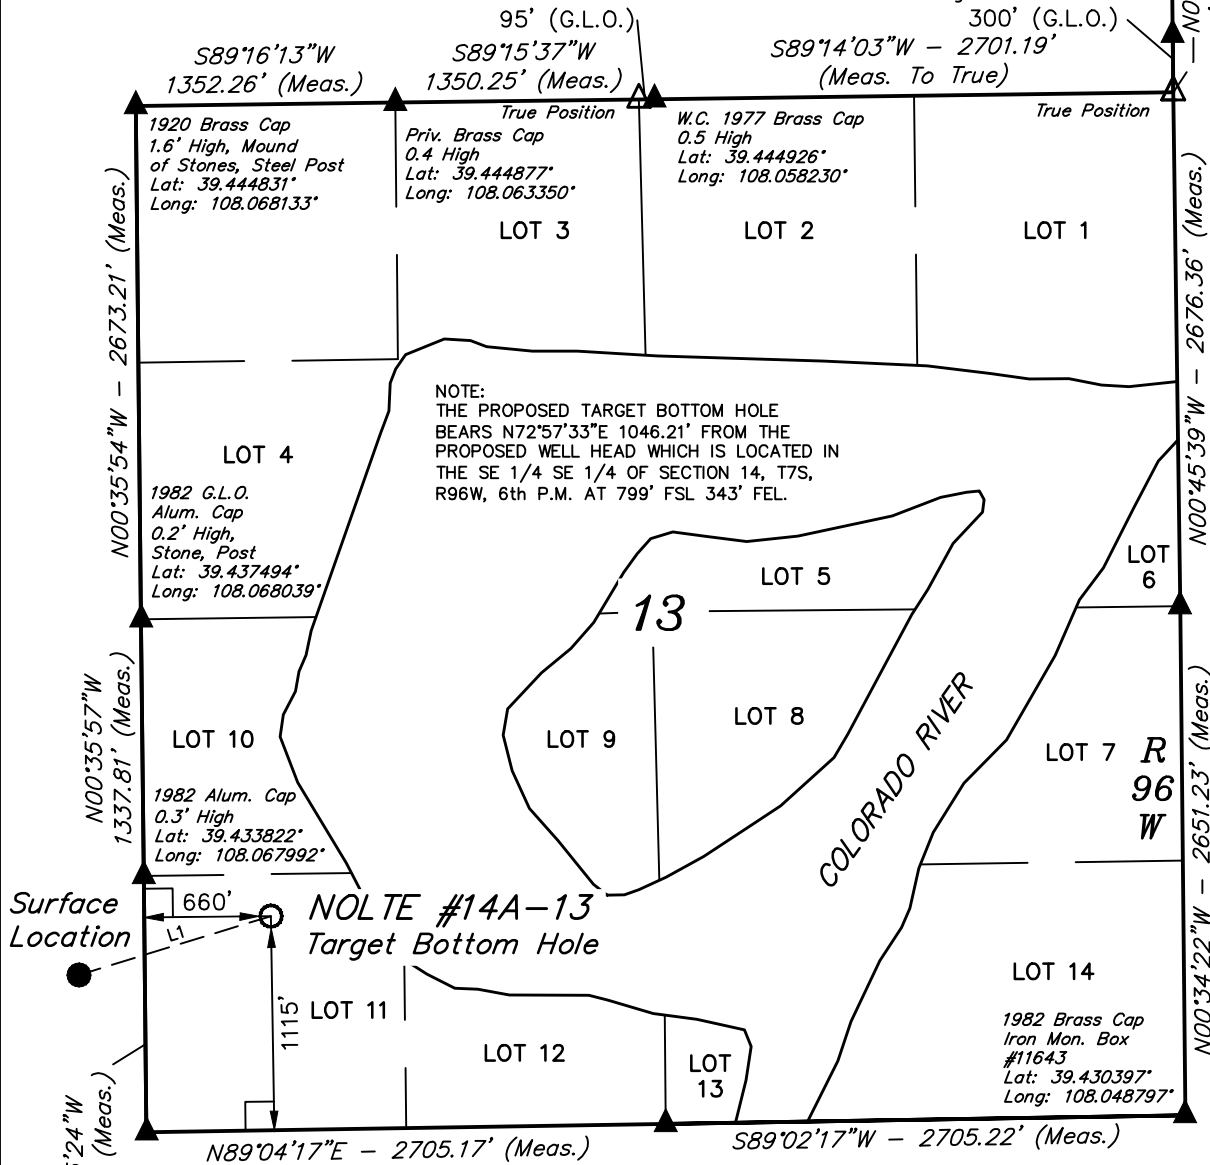 95' (G.L.O.)
300' (G.L.O.)
S89°16'13"W
1352.26' (Meas.)
S89°15'37"W
1350.25' (Meas.)
S89°14'03"W – 2701.19'
(Meas. To True)
1920 Brass Cap
1.6' High, Mound
of Stones, Steel Post
Lat: 39.444831°
Long: 108.068133°
True Position
Priv. Brass Cap
0.4 High
Lat: 39.444877°
Long: 108.063350°
W.C. 1977 Brass Cap
0.5 High
Lat: 39.444926°
Long: 108.058230°
True Position
N00°35'54"W – 2673.21' (Meas.)
LOT 3
LOT 2
LOT 1
N00°45'39"W – 2676.36' (Meas.)
NOTE:
THE PROPOSED TARGET BOTTOM HOLE
BEARS N72°57'33"E 1046.21' FROM THE
PROPOSED WELL HEAD WHICH IS LOCATED IN
THE SE 1/4 SE 1/4 OF SECTION 14, T7S,
R96W, 6th P.M. AT 799' FSL 343' FEL.
LOT 4
1982 G.L.O.
Alum. Cap
0.2' High,
Stone, Post
Lat: 39.437494°
Long: 108.068039°
LOT 5
LOT
6
13
N00°35'57"W
1337.81' (Meas.)
LOT 10
LOT 9
LOT 8
COLORADO RIVER
LOT 7
R
96
W
N00°34'22"W – 2651.23' (Meas.)
1982 Alum. Cap
0.3' High
Lat: 39.433822°
Long: 108.067992°
Surface
Location
660'
L1
NOLTE #14A–13
Target Bottom Hole
1115'
LOT 11
LOT 12
LOT
13
LOT 14
1982 Brass Cap
Iron Mon. Box
#11643
Lat: 39.430397°
Long: 108.048797°
'24"W
(Meas.)
N89°04'17"E – 2705.17' (Meas.)
S89°02'17"W – 2705.22' (Meas.)